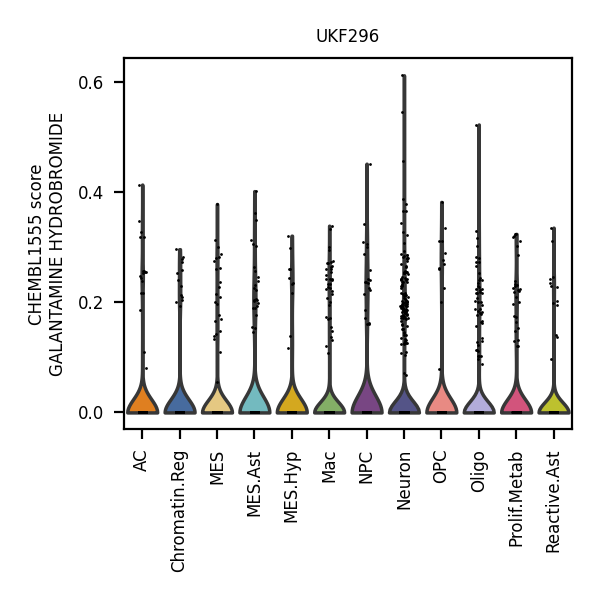 UKF296
CHEMBL1555 score
GALANTAMINE HYDROBROMIDE
0.6
0.4
0.2
0.0
AC
Chromatin.Reg
MES
MES.Ast
MES.Hyp
Mac
NPC
Neuron
OPC
Oligo
Prolif.Metab
Reactive.Ast